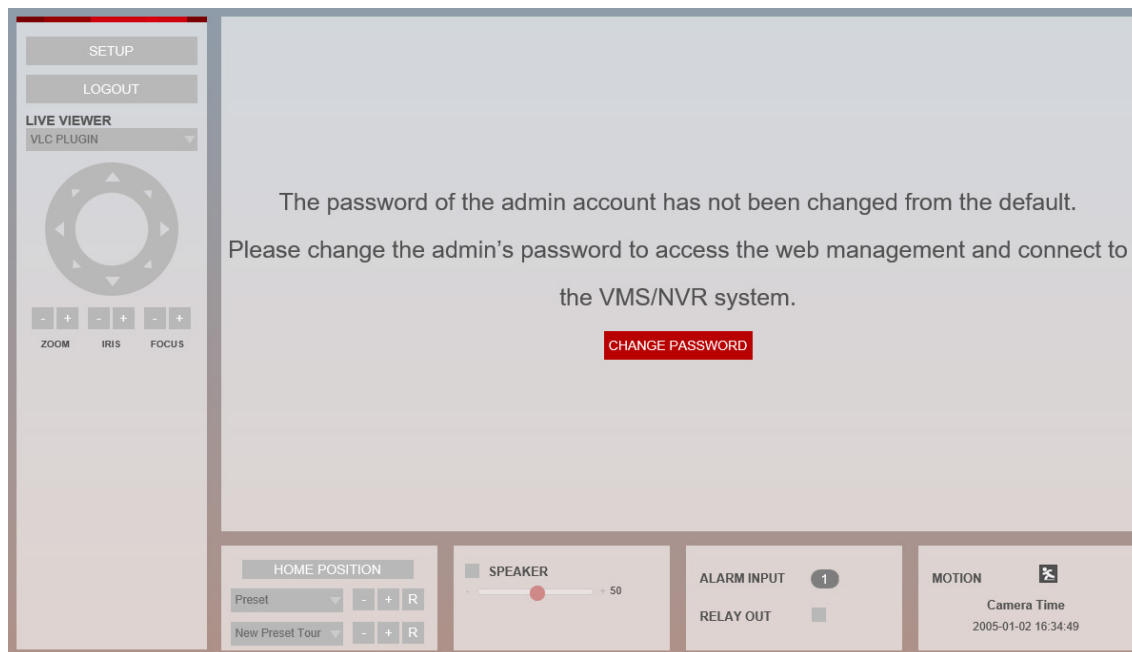 SETUP
LOGOUT
LIVE VIEWER
VLC PLUGIN
- + - + - +
ZOOM IRIS FOCUS
The password of the admin account has not been changed from the default.
Please change the admin's password to access the web management and connect to
the VMS/NVR system.
CHANGE PASSWORD
HOME POSITION
Preset - + R
New Preset Tour - + R
SPEAKER
- + 50
ALARM INPUT 1
RELAY OUT
MOTION
Camera Time
2005-01-02 16:34:49